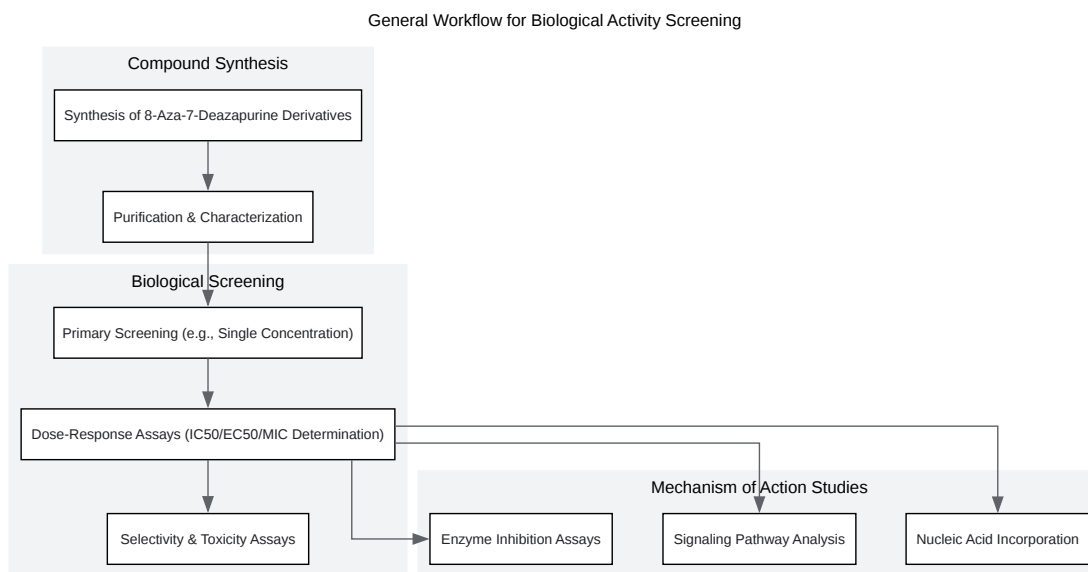 General Workflow for Biological Activity Screening
Compound Synthesis
Synthesis of 8-Aza-7-Deazapurine Derivatives
Purification & Characterization
Biological Screening
Primary Screening (e.g., Single Concentration)
Dose-Response Assays (IC50/EC50/MIC Determination)
Selectivity & Toxicity Assays
Mechanism of Action Studies
Enzyme Inhibition Assays
Signaling Pathway Analysis
Nucleic Acid Incorporation